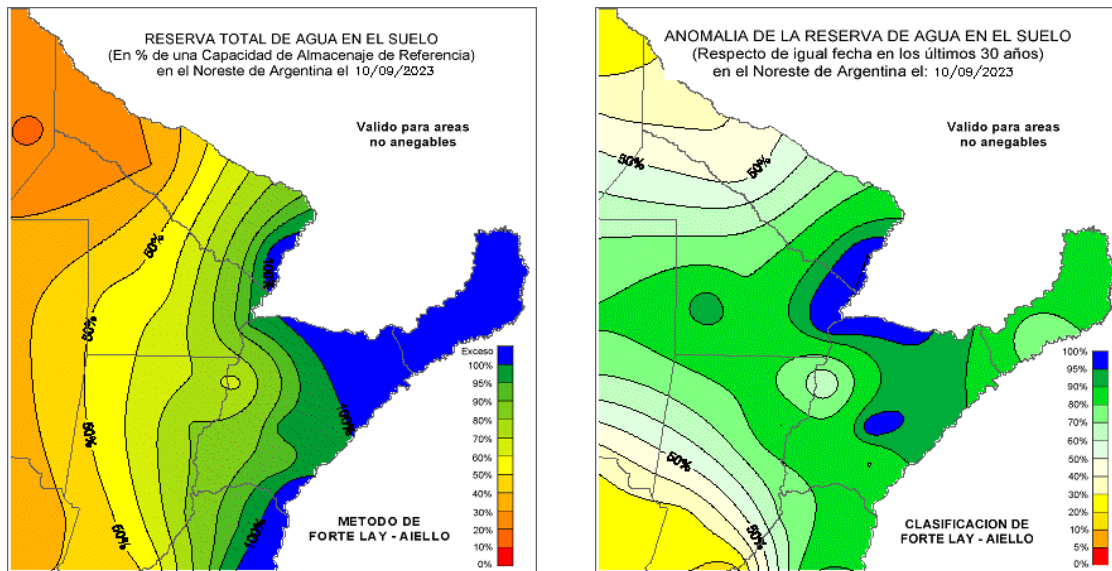 RESERVA TOTAL DE AGUA EN EL SUELO
(En % de una Capacidad de Almacenaje de Referencia)
en el Noreste de Argentina el 10/09/2023
Valido para areas
no anegables
50%
50%
50%
50%
100%
100%
100%
Exceso
100%
95%
90%
80%
70%
60%
50%
40%
30%
20%
10%
0%
METODO DE
FORTE LAY - AIELLO
ANOMALIA DE LA RESERVA DE AGUA EN EL SUELO
(Respecto de igual fecha en los últimos 30 años)
en el Noreste de Argentina el: 10/09/2023
Valido para areas
no anegables
50%
50%
50%
50%
100%
95%
90%
80%
70%
60%
50%
40%
30%
20%
10%
5%
0%
CLASIFICACION DE
FORTE LAY - AIELLO